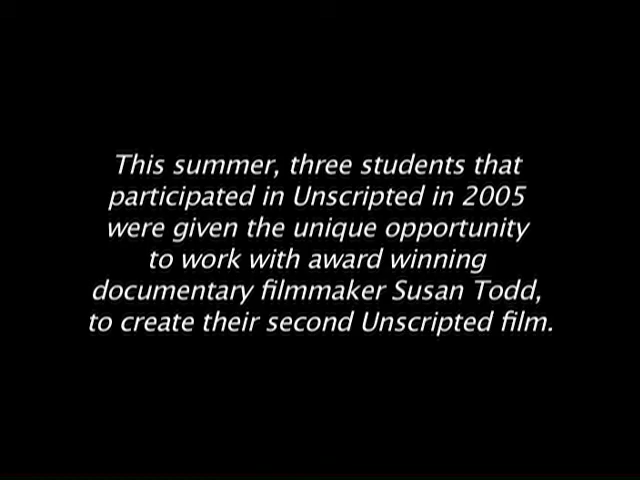 This summer, three students that
participated in Unscripted in 2005
were given the unique opportunity
to work with award winning
documentary filmmaker Susan Todd,
to create their second Unscripted film.